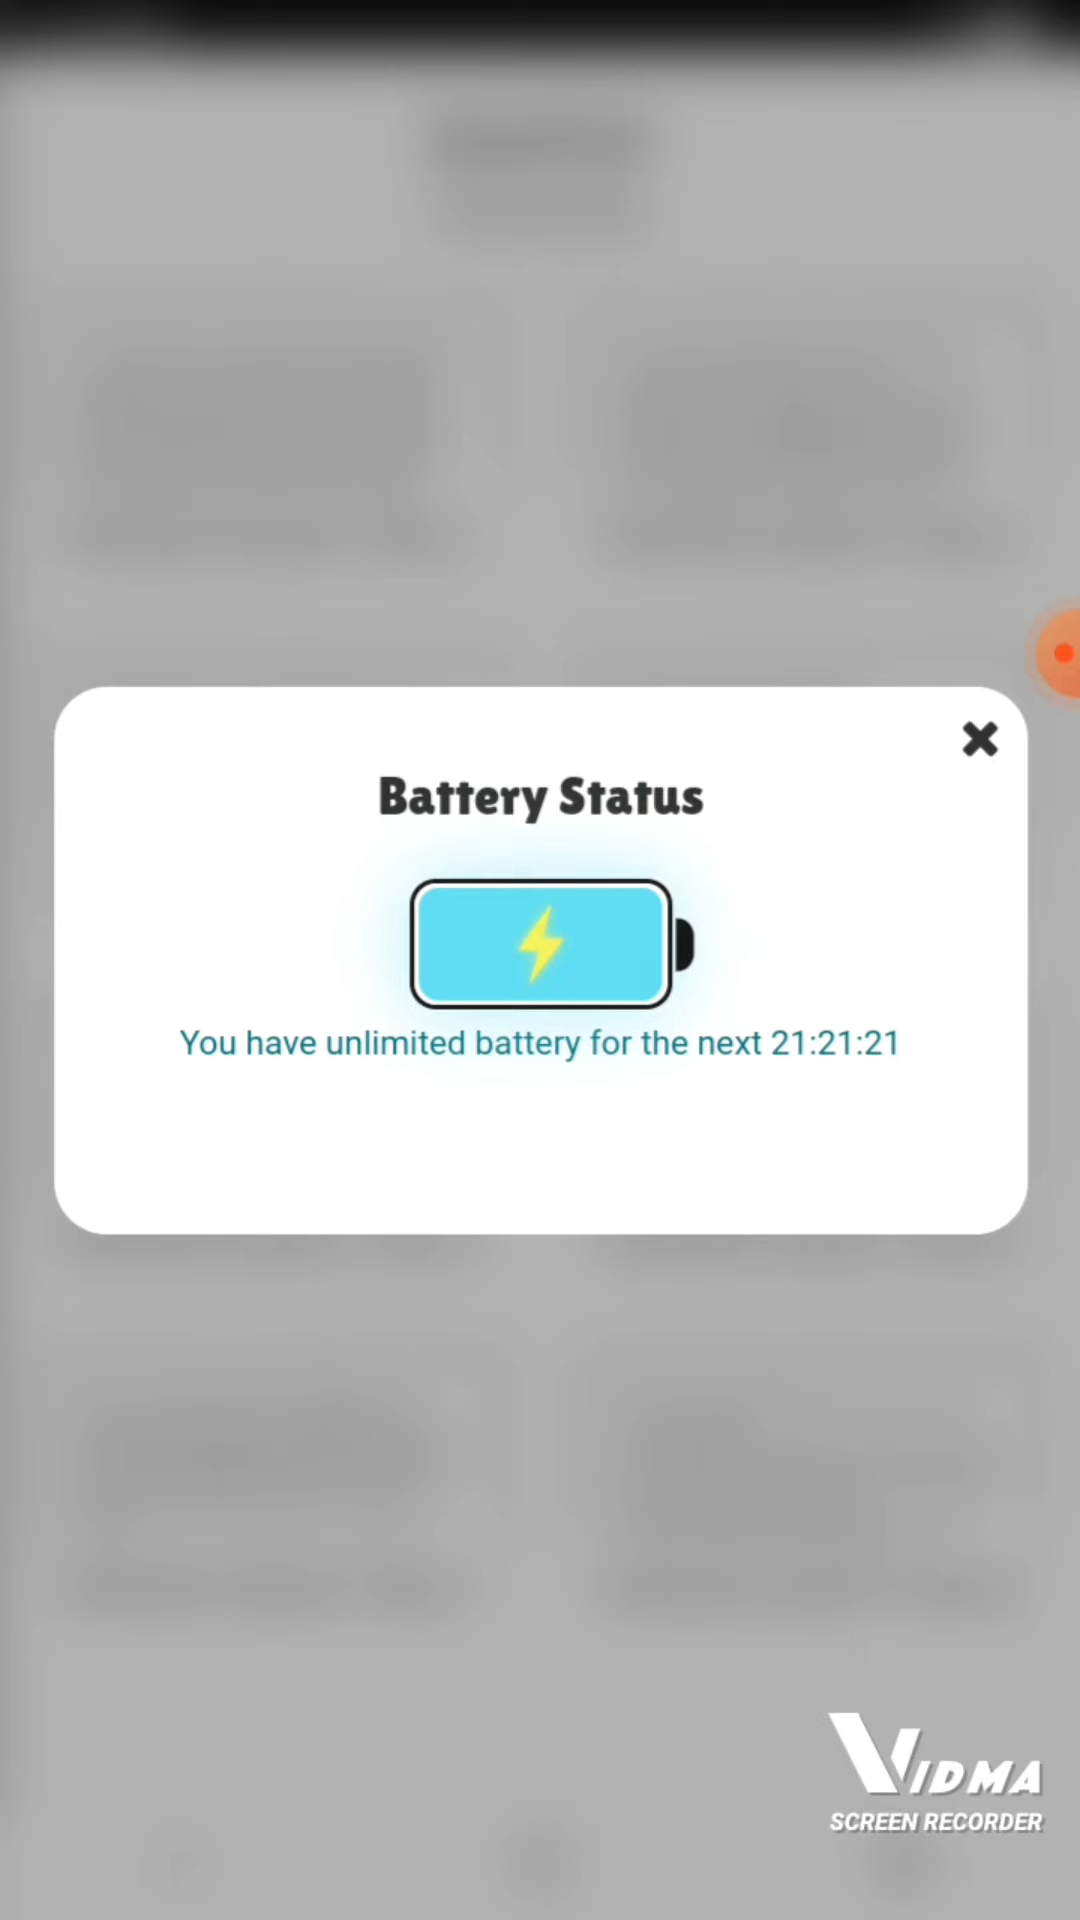 Battery Status
You have unlimited battery for the next 21:21:21
VIDMA
SCREEN RECORDER